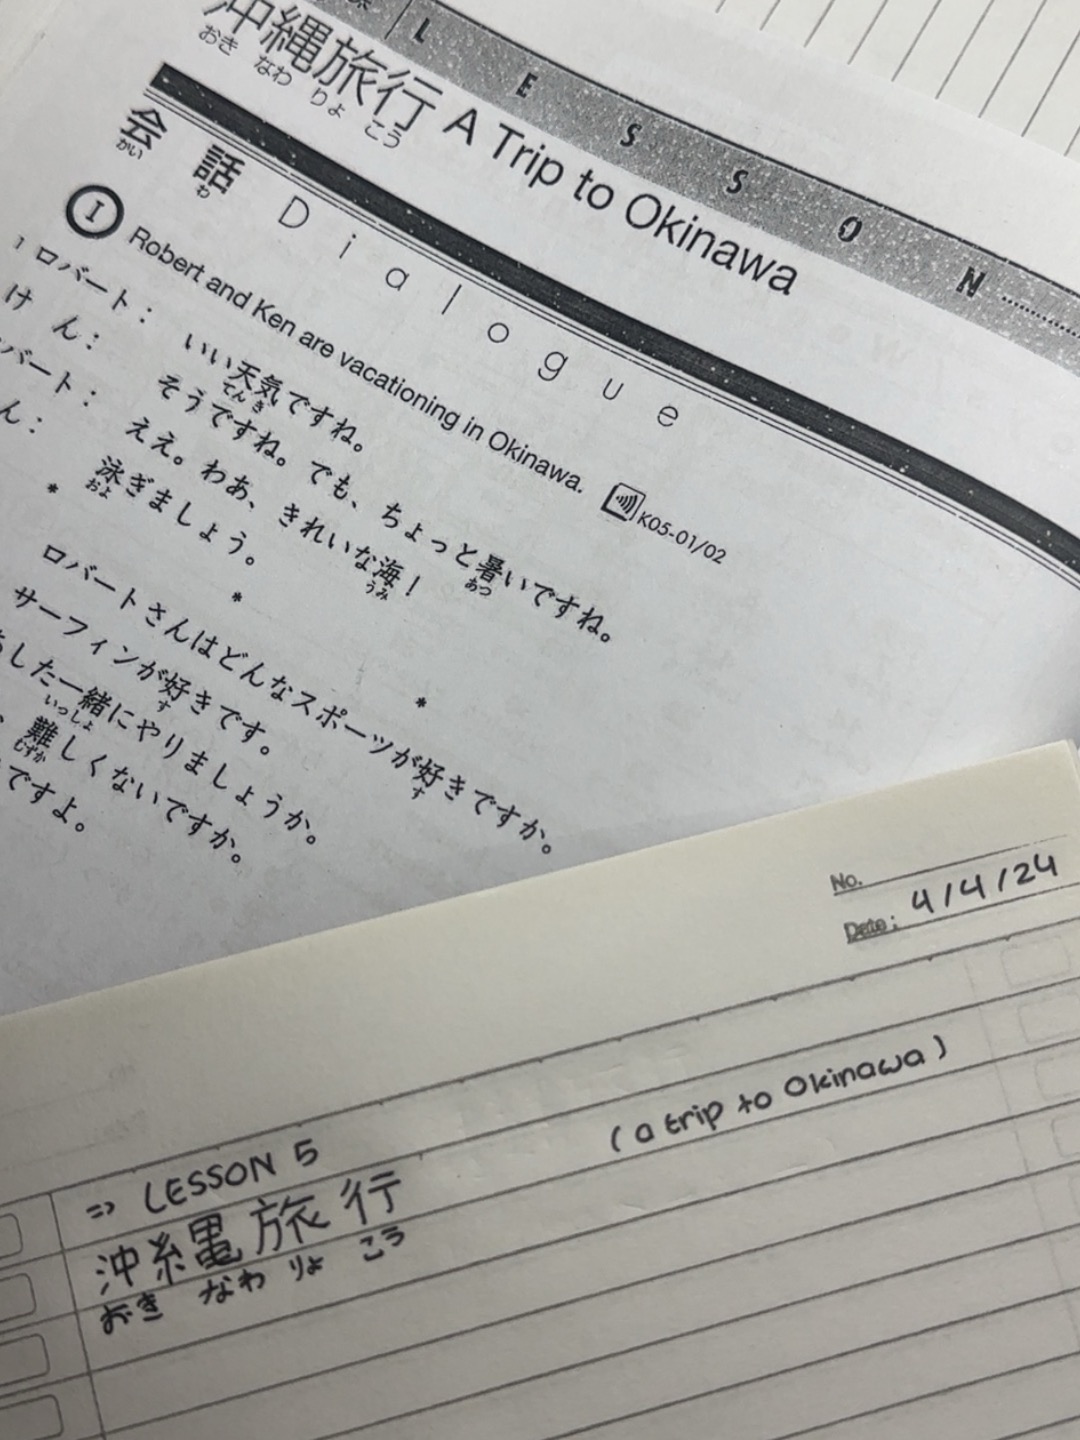 L E S S O N
沖縄旅行 A Trip to Okinawa
おき なわ りょ こう
会話 Dialogue
かい わ
I Robert and Ken are vacationing in Okinawa. K05-01/02
1 ロバート： いい天気ですね。
てんき
けん： そうですね。でも、ちょっと暑いですね。
あつ
バート： ええ。わあ、きれいな海！
うみ
ん： 泳ぎましょう。
およ
* * *
ロバートさんはどんなスポーツが好きですか。
す
サーフィンが好きです。
す
した一緒にやりましょうか。
いっしょ
、難しくないですか。
むずか
ですよ。
No.
Date: 4/4/24
=> LESSON 5
沖縄旅行 (a trip to Okinawa)
おき なわ りょ こう